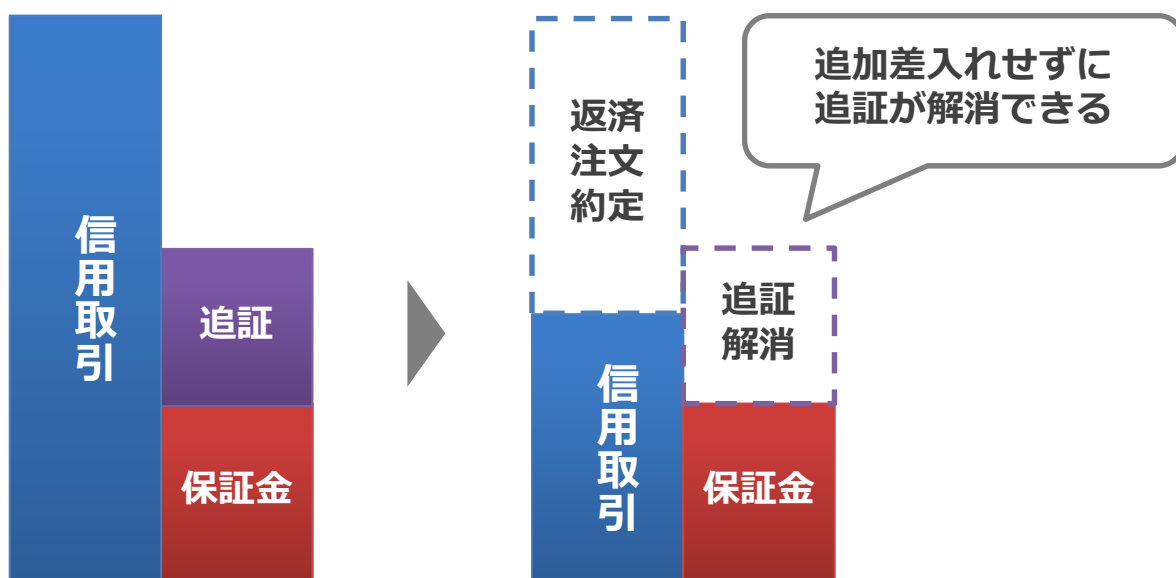 信用取引
追証
保証金
返済
注文
約定
信用取引
追証
解消
保証金
追加差入れせずに
追証が解消できる